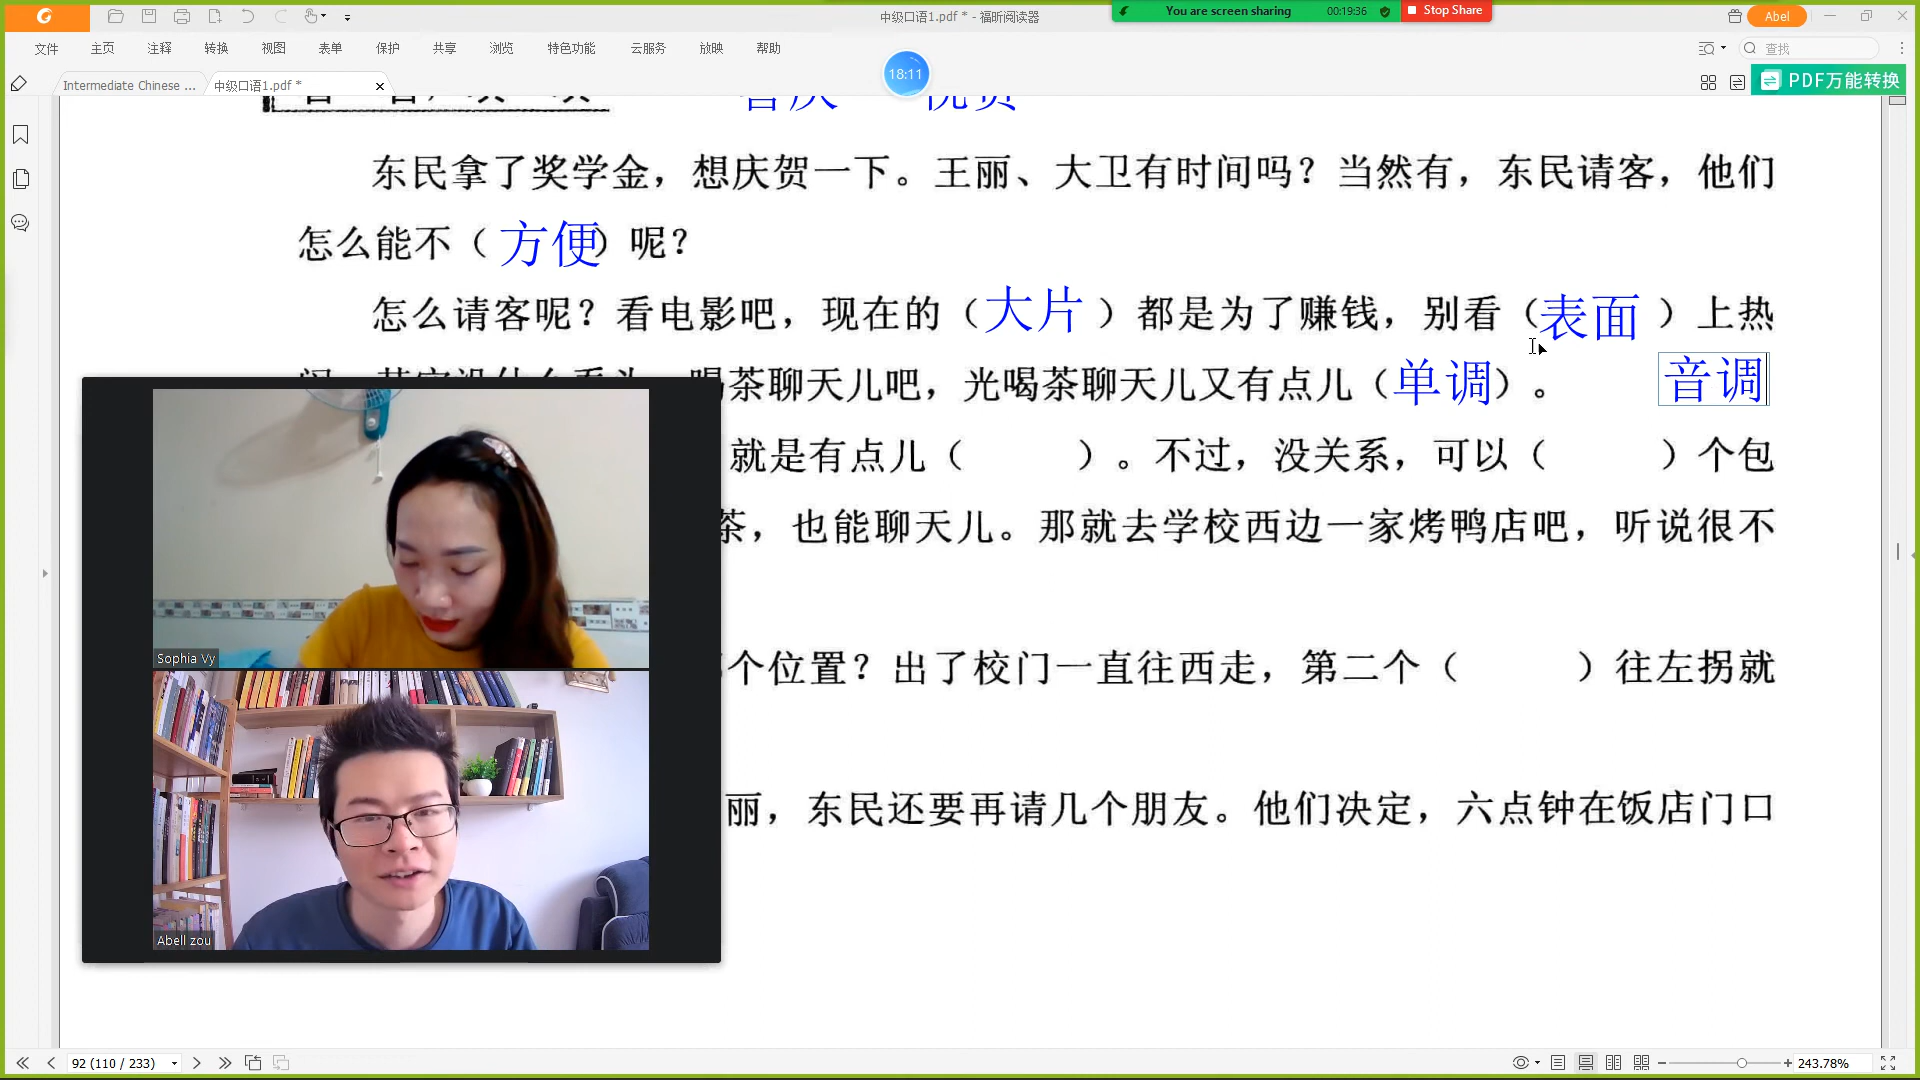 中级口语1.pdf * - 福昕阅读器
You are screen sharing
00:19:36
Stop Share
Abel
文件 主页 注释 转换 视图 表单 保护 共享 浏览 特色功能 云服务 放映 帮助
查找
18:11
Intermediate Chinese ...
中级口语1.pdf *
PDF万能转换
东民拿了奖学金，想庆贺一下。王丽、大卫有时间吗？当然有，东民请客，他们
怎么能不（方便）呢？
怎么请客呢？看电影吧，现在的（大片）都是为了赚钱，别看（表面）上热
喝茶聊天儿吧，光喝茶聊天儿又有点儿（单调）。 音调
就是有点儿（ ）。不过，没关系，可以（ ）个包
茶，也能聊天儿。那就去学校西边一家烤鸭店吧，听说很不
个位置？出了校门一直往西走，第二个（ ）往左拐就
丽，东民还要再请几个朋友。他们决定，六点钟在饭店门口
Sophia Vy
Abell zou
92 (110 / 233)
243.78%